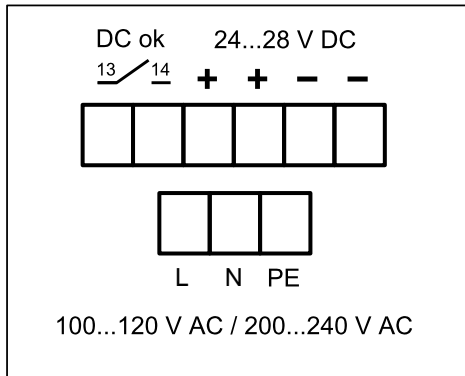 DC ok 24...28 V DC
13 14 + + − −
L N PE
100...120 V AC / 200...240 V AC